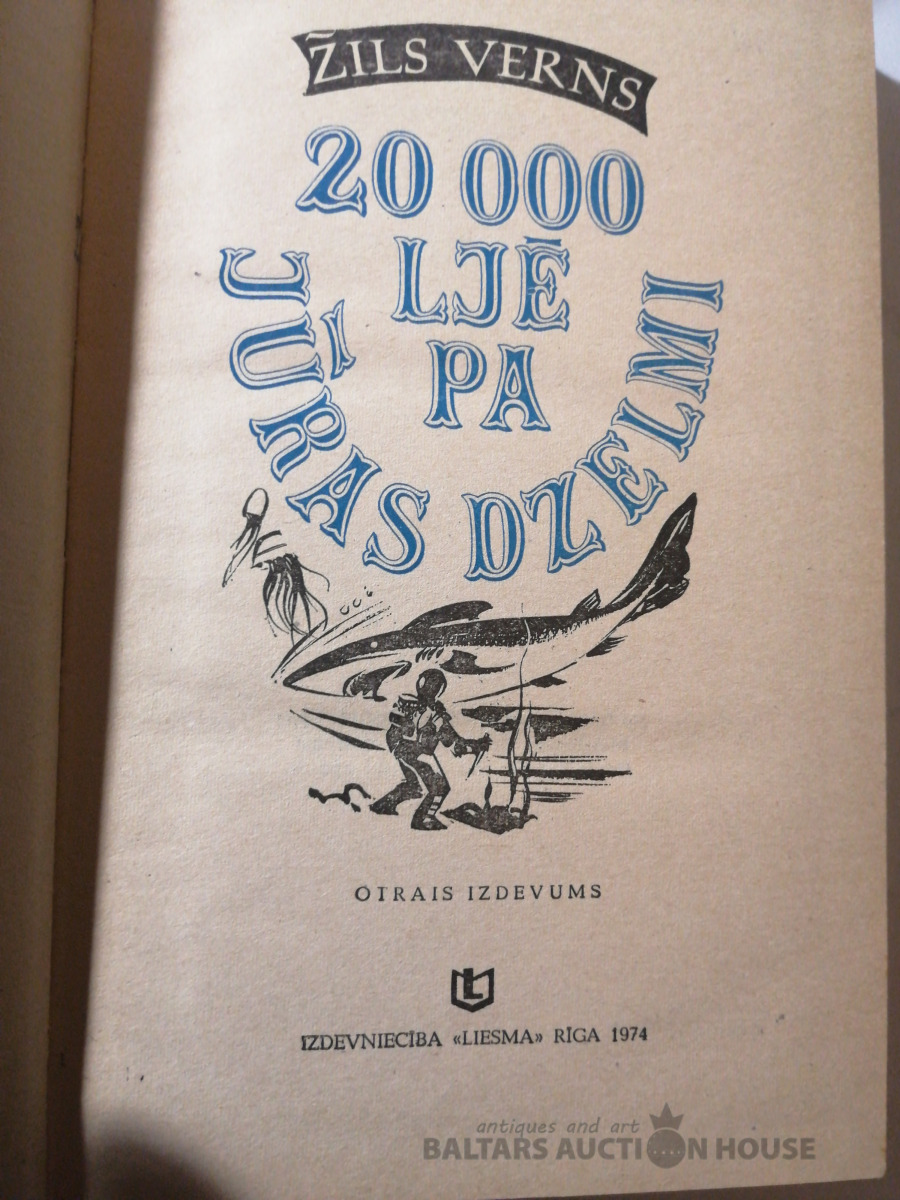 ŽILS VERNS
20 000
LJĒ
PA
JŪRAS DZELMI
OTRAIS IZDEVUMS
L
IZDEVNIECĪBA «LIESMA» RĪGA 1974
antiques and art
BALTARS AUCTION HOUSE